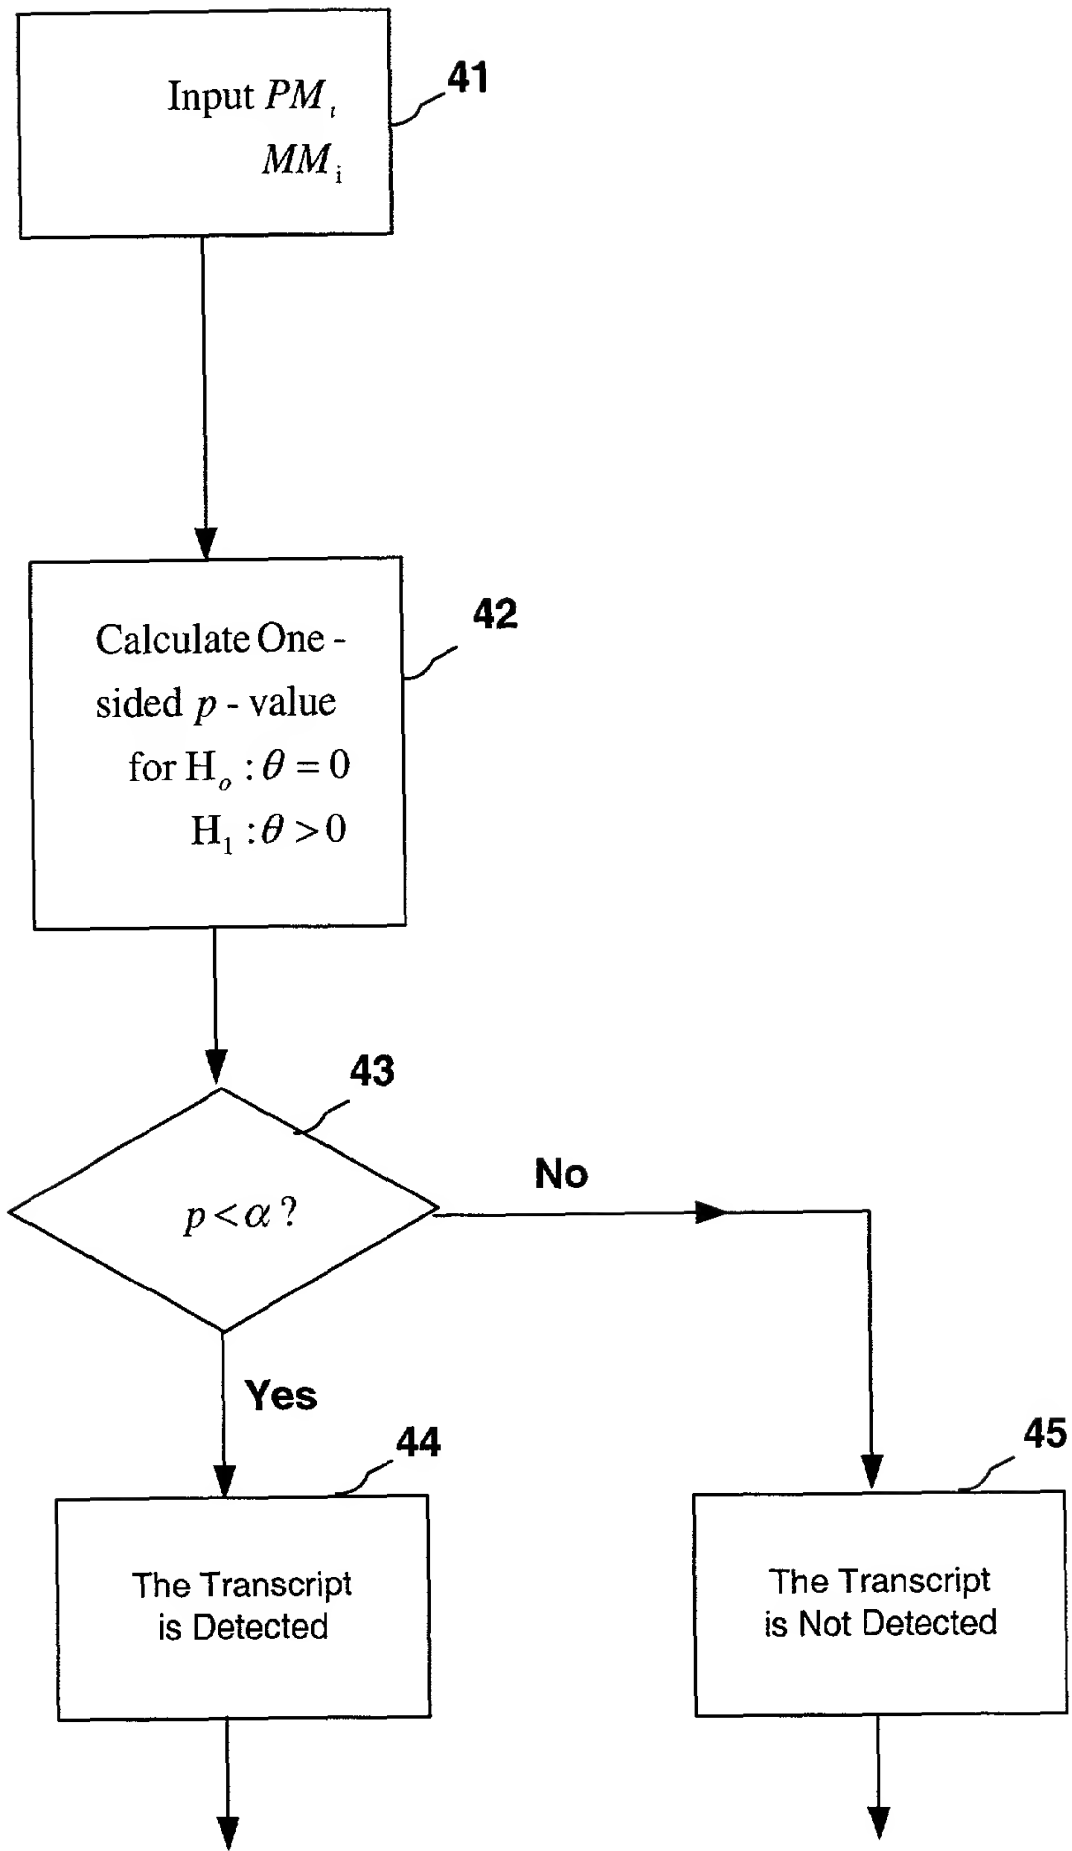 Input PMᵢ
41
MMᵢ
42
Calculate One -
sided p - value
for Hₒ : θ = 0
H₁ : θ > 0
43
p < α ?
No
Yes
44
45
The Transcript
is Detected
The Transcript
is Not Detected